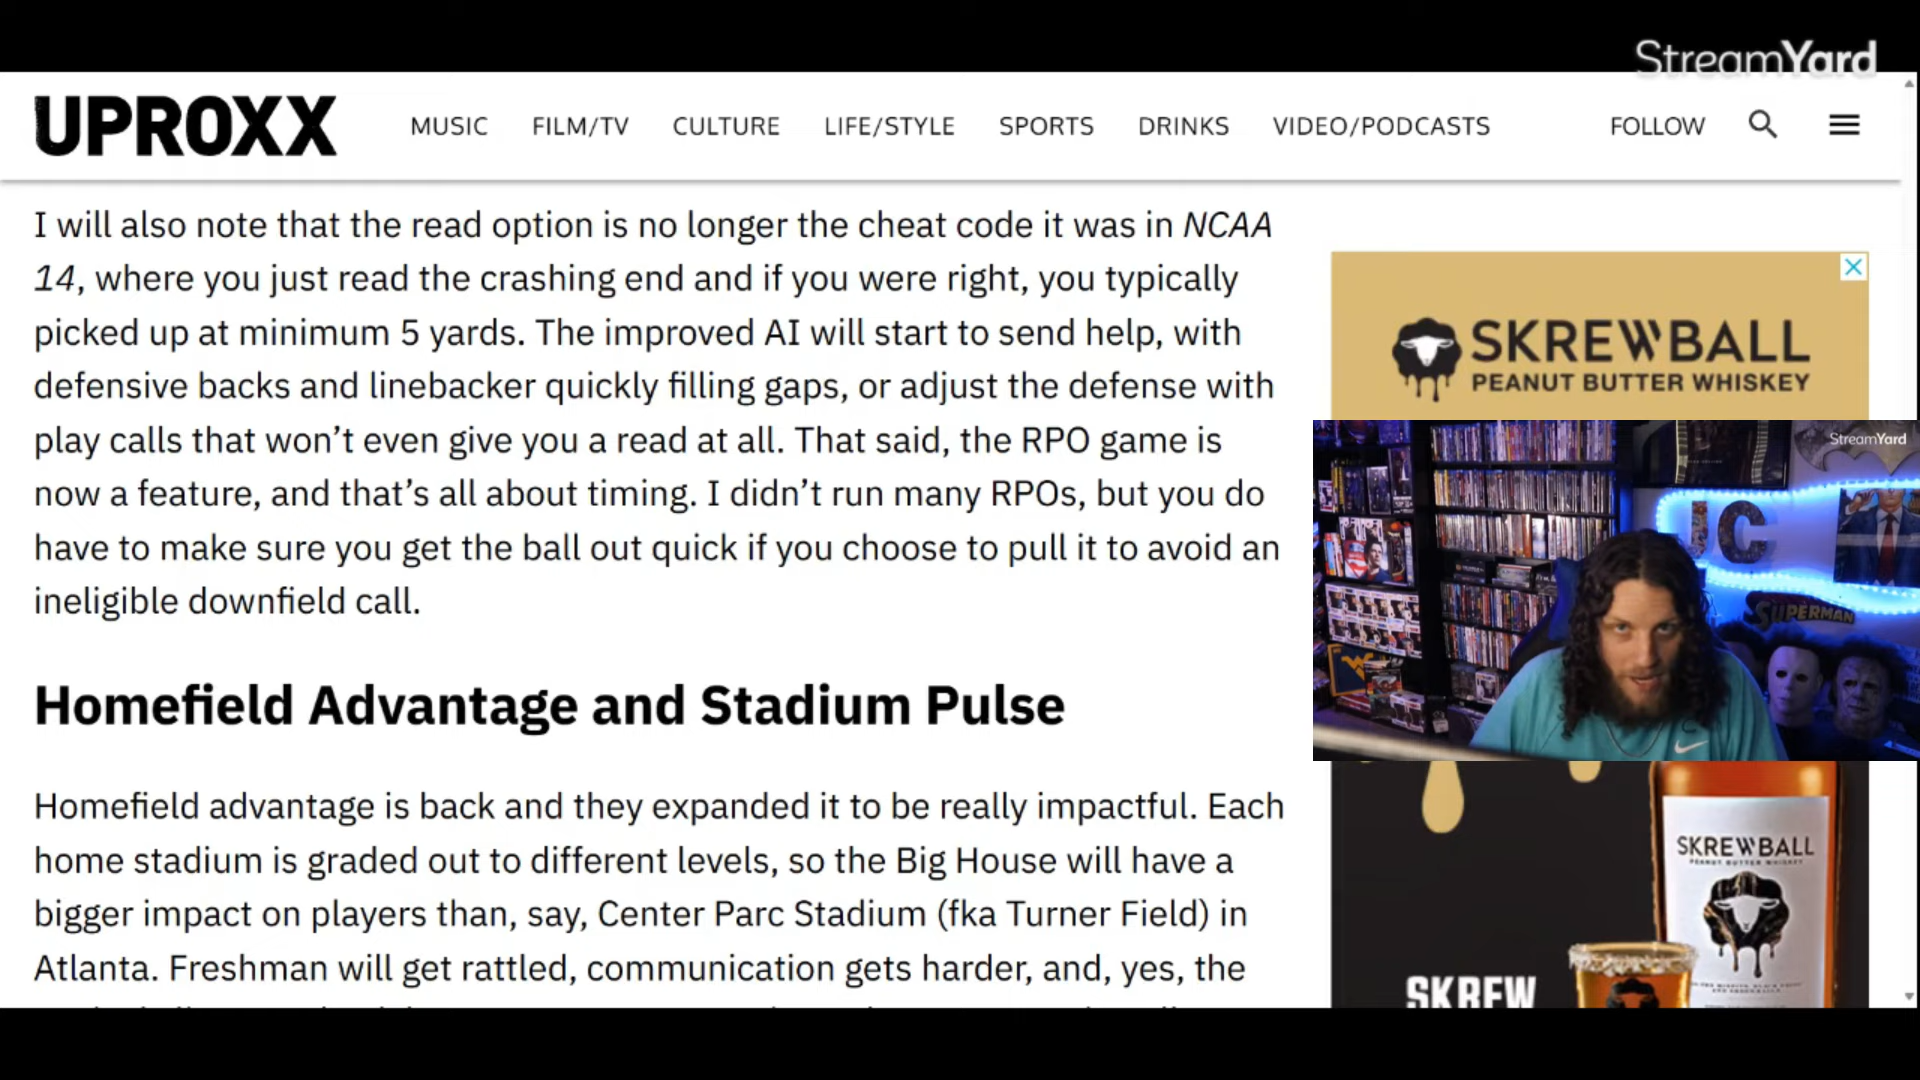 StreamYard
UPROXX MUSIC FILM/TV CULTURE LIFE/STYLE SPORTS DRINKS VIDEO/PODCASTS FOLLOW
I will also note that the read option is no longer the cheat code it was in NCAA
14, where you just read the crashing end and if you were right, you typically
picked up at minimum 5 yards. The improved AI will start to send help, with
defensive backs and linebacker quickly filling gaps, or adjust the defense with
play calls that won’t even give you a read at all. That said, the RPO game is
now a feature, and that’s all about timing. I didn’t run many RPOs, but you do
have to make sure you get the ball out quick if you choose to pull it to avoid an
ineligible downfield call.
Homefield Advantage and Stadium Pulse
Homefield advantage is back and they expanded it to be really impactful. Each
home stadium is graded out to different levels, so the Big House will have a
bigger impact on players than, say, Center Parc Stadium (fka Turner Field) in
Atlanta. Freshman will get rattled, communication gets harder, and, yes, the
SKREWBALL
PEANUT BUTTER WHISKEY
StreamYard
JC
SUPERMAN
SKREWBALL
PEANUT BUTTER WHISKEY
SKREW